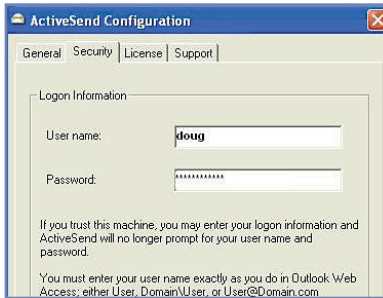 ActiveSend Configuration
General Security License Support
Logon Information
User name: doug
Password: ************
If you trust this machine, you may enter your logon information and
ActiveSend will no longer prompt for your user name and
password.
You must enter your user name exactly as you do in Outlook Web
Access; either User, Domain\User, or User@Domain.com